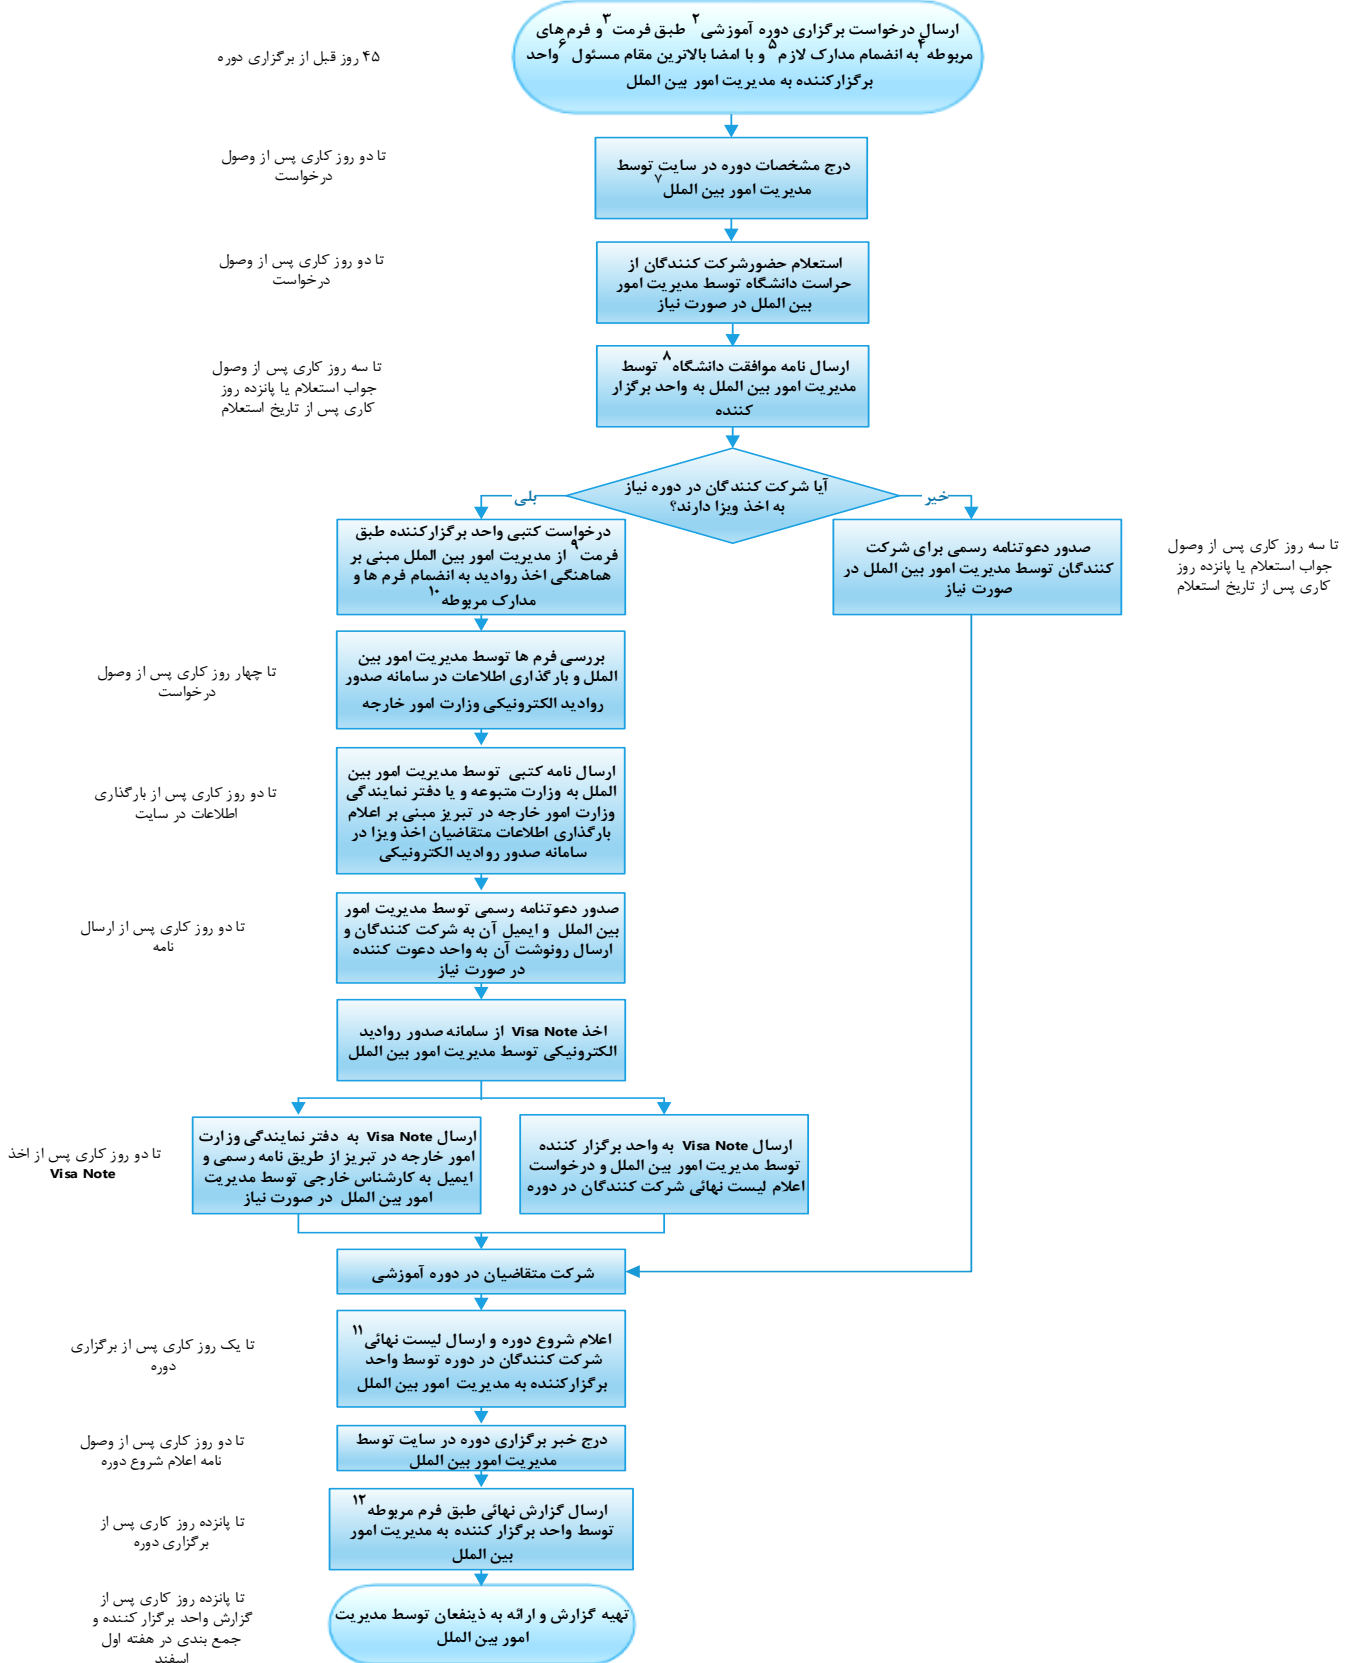 ارسال درخواست برگزاری دوره آموزشی۲ طبق فرمت۳ و فرم های
مربوطه۴ به انضمام مدارک لازم۵ و با امضا بالاترین مقام مسئول۶ واحد
برگزارکننده به مدیریت امور بین الملل
۴۵ روز قبل از برگزاری دوره
درج مشخصات دوره در سایت توسط
مدیریت امور بین الملل۷
تا دو روز کاری پس از وصول
درخواست
استعلام حضورشرکت کنندگان از
حراست دانشگاه توسط مدیریت امور
بین الملل در صورت نیاز
تا دو روز کاری پس از وصول
درخواست
ارسال نامه موافقت دانشگاه۸ توسط
مدیریت امور بین الملل به واحد برگزار
کننده
تا سه روز کاری پس از وصول
جواب استعلام یا پانزده روز
کاری پس از تاریخ استعلام
آیا شرکت کنندگان در دوره نیاز
به اخذ ویزا دارند؟
خیر
بلی
صدور دعوتنامه رسمی برای شرکت
کنندگان توسط مدیریت امور بین الملل در
صورت نیاز
تا سه روز کاری پس از وصول
جواب استعلام یا پانزده روز
کاری پس از تاریخ استعلام
درخواست کتبی واحد برگزارکننده طبق
فرمت۹ از مدیریت امور بین الملل مبنی بر
هماهنگی اخذ روادید به انضمام فرم ها و
مدارک مربوطه۱۰
بررسی فرم ها توسط مدیریت امور بین
الملل و بارگذاری اطلاعات در سامانه صدور
روادید الکترونیکی وزارت امور خارجه
تا چهار روز کاری پس از وصول
درخواست
ارسال نامه کتبی توسط مدیریت امور بین
الملل به وزارت متبوعه و یا دفتر نمایندگی
وزارت امور خارجه در تبریز مبنی بر اعلام
بارگذاری اطلاعات متقاضیان اخذ ویزا در
سامانه صدور روادید الکترونیکی
تا دو روز کاری پس از بارگذاری
اطلاعات در سایت
صدور دعوتنامه رسمی توسط مدیریت امور
بین الملل و ایمیل آن به شرکت کنندگان و
ارسال رونوشت آن به واحد دعوت کننده
در صورت نیاز
تا دو روز کاری پس از ارسال
نامه
اخذ Visa Note از سامانه صدور روادید
الکترونیکی توسط مدیریت امور بین الملل
ارسال Visa Note به واحد برگزار کننده
توسط مدیریت امور بین الملل و درخواست
اعلام لیست نهائی شرکت کنندگان در دوره
ارسال Visa Note به دفتر نمایندگی وزارت
امور خارجه در تبریز از طریق نامه رسمی و
ایمیل به کارشناس خارجی توسط مدیریت
امور بین الملل در صورت نیاز
تا دو روز کاری پس از اخذ
Visa Note
شرکت متقاضیان در دوره آموزشی
اعلام شروع دوره و ارسال لیست نهائی۱۱
شرکت کنندگان در دوره توسط واحد
برگزارکننده به مدیریت امور بین الملل
تا یک روز کاری پس از برگزاری
دوره
درج خبر برگزاری دوره در سایت توسط
مدیریت امور بین الملل
تا دو روز کاری پس از وصول
نامه اعلام شروع دوره
ارسال گزارش نهائی طبق فرم مربوطه۱۲
توسط واحد برگزار کننده به مدیریت امور
بین الملل
تا پانزده روز کاری پس از
برگزاری دوره
تهیه گزارش و ارائه به ذینفعان توسط مدیریت
امور بین الملل
تا پانزده روز کاری پس از
گزارش واحد برگزار کننده و
جمع بندی در هفته اول
اسفند